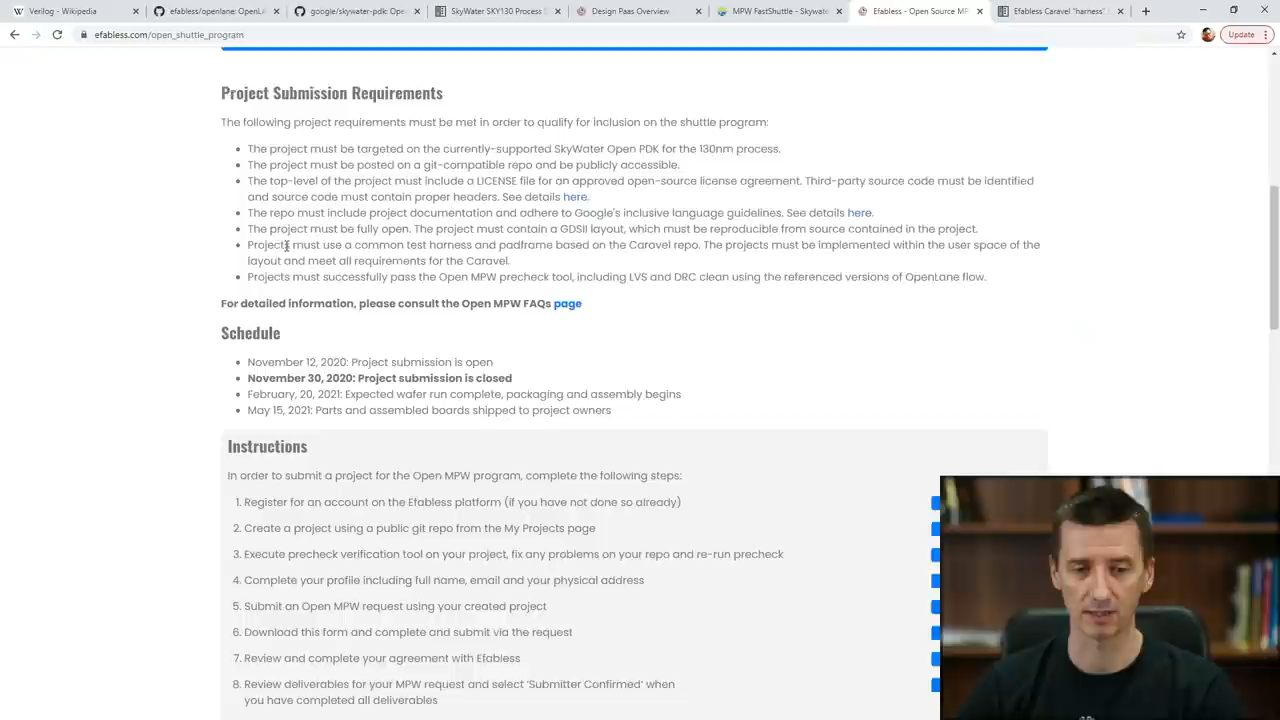 Verilog - Wikipedia
efabless/openlane: OpenL
google/skywater-pdk: Ope
SkyWater SKY130 Process
Design Paas Overview
MPW FastShuttle - Skywate
Efabless - Open Source MP
Efabless Caravel "harness"
efabless.com/open_shuttle_program
Update
Project Submission Requirements
The following project requirements must be met in order to qualify for inclusion on the shuttle program:
The project must be targeted on the currently-supported SkyWater Open PDK for the 130nm process.
The project must be posted on a git-compatible repo and be publicly accessible.
The top-level of the project must include a LICENSE file for an approved open-source license agreement. Third-party source code must be identified
and source code must contain proper headers. See details here.
The repo must include project documentation and adhere to Google's inclusive language guidelines. See details here.
The project must be fully open. The project must contain a GDSII layout, which must be reproducible from source contained in the project.
Projects must use a common test harness and padframe based on the Caravel repo. The projects must be implemented within the user space of the
layout and meet all requirements for the Caravel.
Projects must successfully pass the Open MPW precheck tool, including LVS and DRC clean using the referenced versions of OpenLane flow.
For detailed information, please consult the Open MPW FAQs page
Schedule
November 12, 2020: Project submission is open
November 30, 2020: Project submission is closed
February, 20, 2021: Expected wafer run complete, packaging and assembly begins
May 15, 2021: Parts and assembled boards shipped to project owners
Instructions
In order to submit a project for the Open MPW program, complete the following steps:
1. Register for an account on the Efabless platform (if you have not done so already)
2. Create a project using a public git repo from the My Projects page
3. Execute precheck verification tool on your project, fix any problems on your repo and re-run precheck
4. Complete your profile including full name, email and your physical address
5. Submit an Open MPW request using your created project
6. Download this form and complete and submit via the request
7. Review and complete your agreement with Efabless
8. Review deliverables for your MPW request and select 'Submitter Confirmed' when
you have completed all deliverables